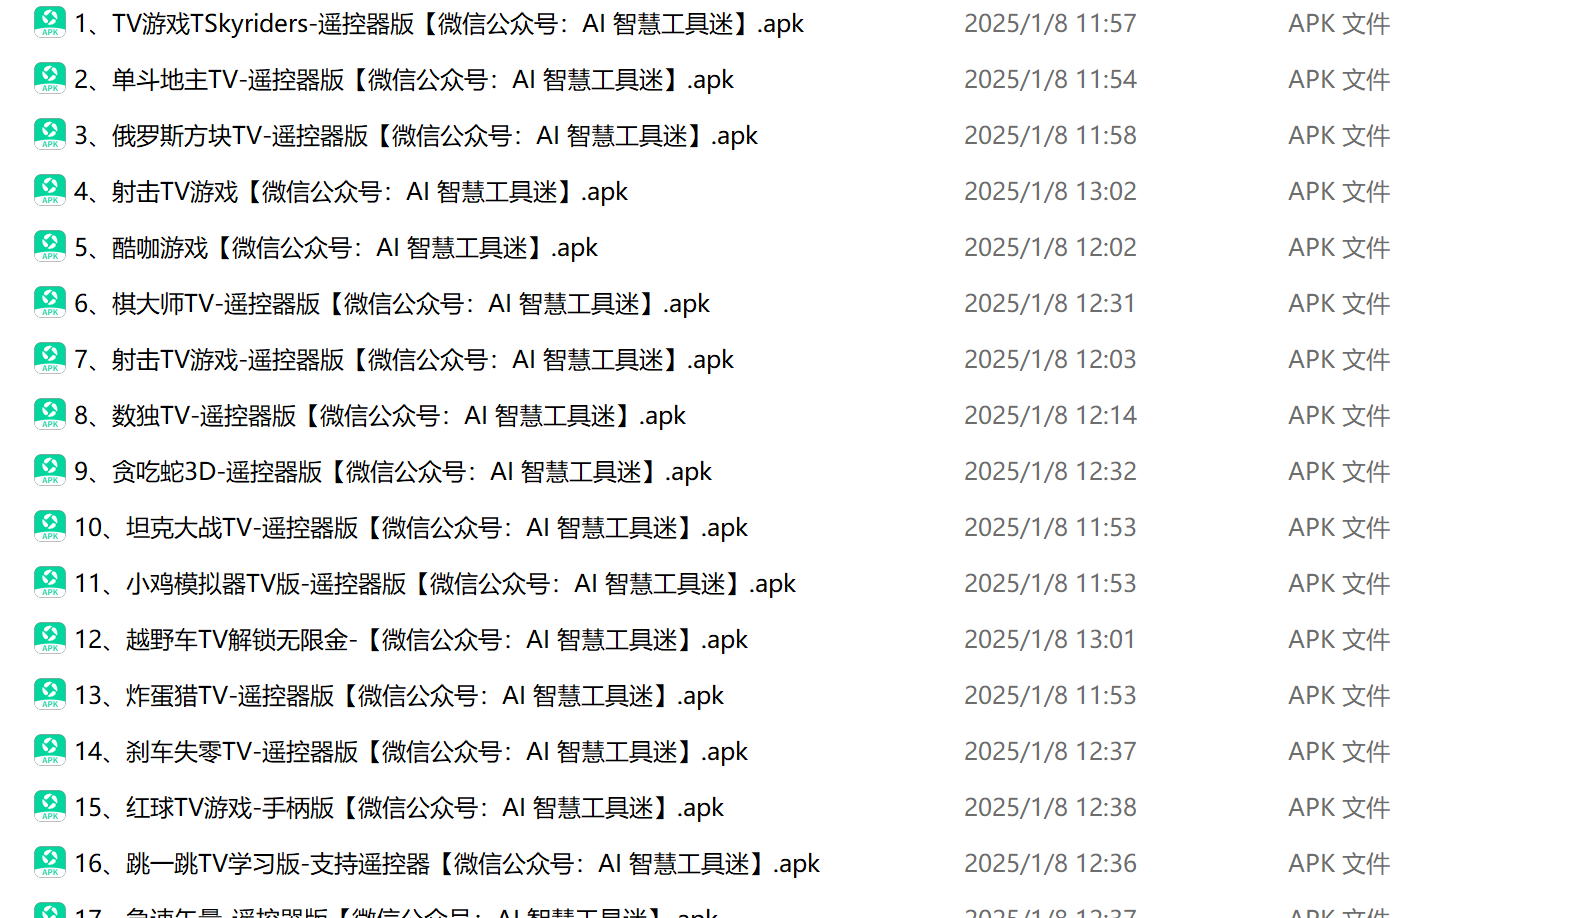 1、TV游戏TSkyriders-遥控器版【微信公众号：AI 智慧工具迷】.apk 2025/1/8 11:57 APK 文件
2、单斗地主TV-遥控器版【微信公众号：AI 智慧工具迷】.apk 2025/1/8 11:54 APK 文件
3、俄罗斯方块TV-遥控器版【微信公众号：AI 智慧工具迷】.apk 2025/1/8 11:58 APK 文件
4、射击TV游戏【微信公众号：AI 智慧工具迷】.apk 2025/1/8 13:02 APK 文件
5、酷咖游戏【微信公众号：AI 智慧工具迷】.apk 2025/1/8 12:02 APK 文件
6、棋大师TV-遥控器版【微信公众号：AI 智慧工具迷】.apk 2025/1/8 12:31 APK 文件
7、射击TV游戏-遥控器版【微信公众号：AI 智慧工具迷】.apk 2025/1/8 12:03 APK 文件
8、数独TV-遥控器版【微信公众号：AI 智慧工具迷】.apk 2025/1/8 12:14 APK 文件
9、贪吃蛇3D-遥控器版【微信公众号：AI 智慧工具迷】.apk 2025/1/8 12:32 APK 文件
10、坦克大战TV-遥控器版【微信公众号：AI 智慧工具迷】.apk 2025/1/8 11:53 APK 文件
11、小鸡模拟器TV版-遥控器版【微信公众号：AI 智慧工具迷】.apk 2025/1/8 11:53 APK 文件
12、越野车TV解锁无限金-【微信公众号：AI 智慧工具迷】.apk 2025/1/8 13:01 APK 文件
13、炸蛋猎TV-遥控器版【微信公众号：AI 智慧工具迷】.apk 2025/1/8 11:53 APK 文件
14、刹车失零TV-遥控器版【微信公众号：AI 智慧工具迷】.apk 2025/1/8 12:37 APK 文件
15、红球TV游戏-手柄版【微信公众号：AI 智慧工具迷】.apk 2025/1/8 12:38 APK 文件
16、跳一跳TV学习版-支持遥控器【微信公众号：AI 智慧工具迷】.apk 2025/1/8 12:36 APK 文件
17、急速矢量-遥控器版【微信公众号：AI 智慧工具迷】.apk 2025/1/8 12:37 APK 文件